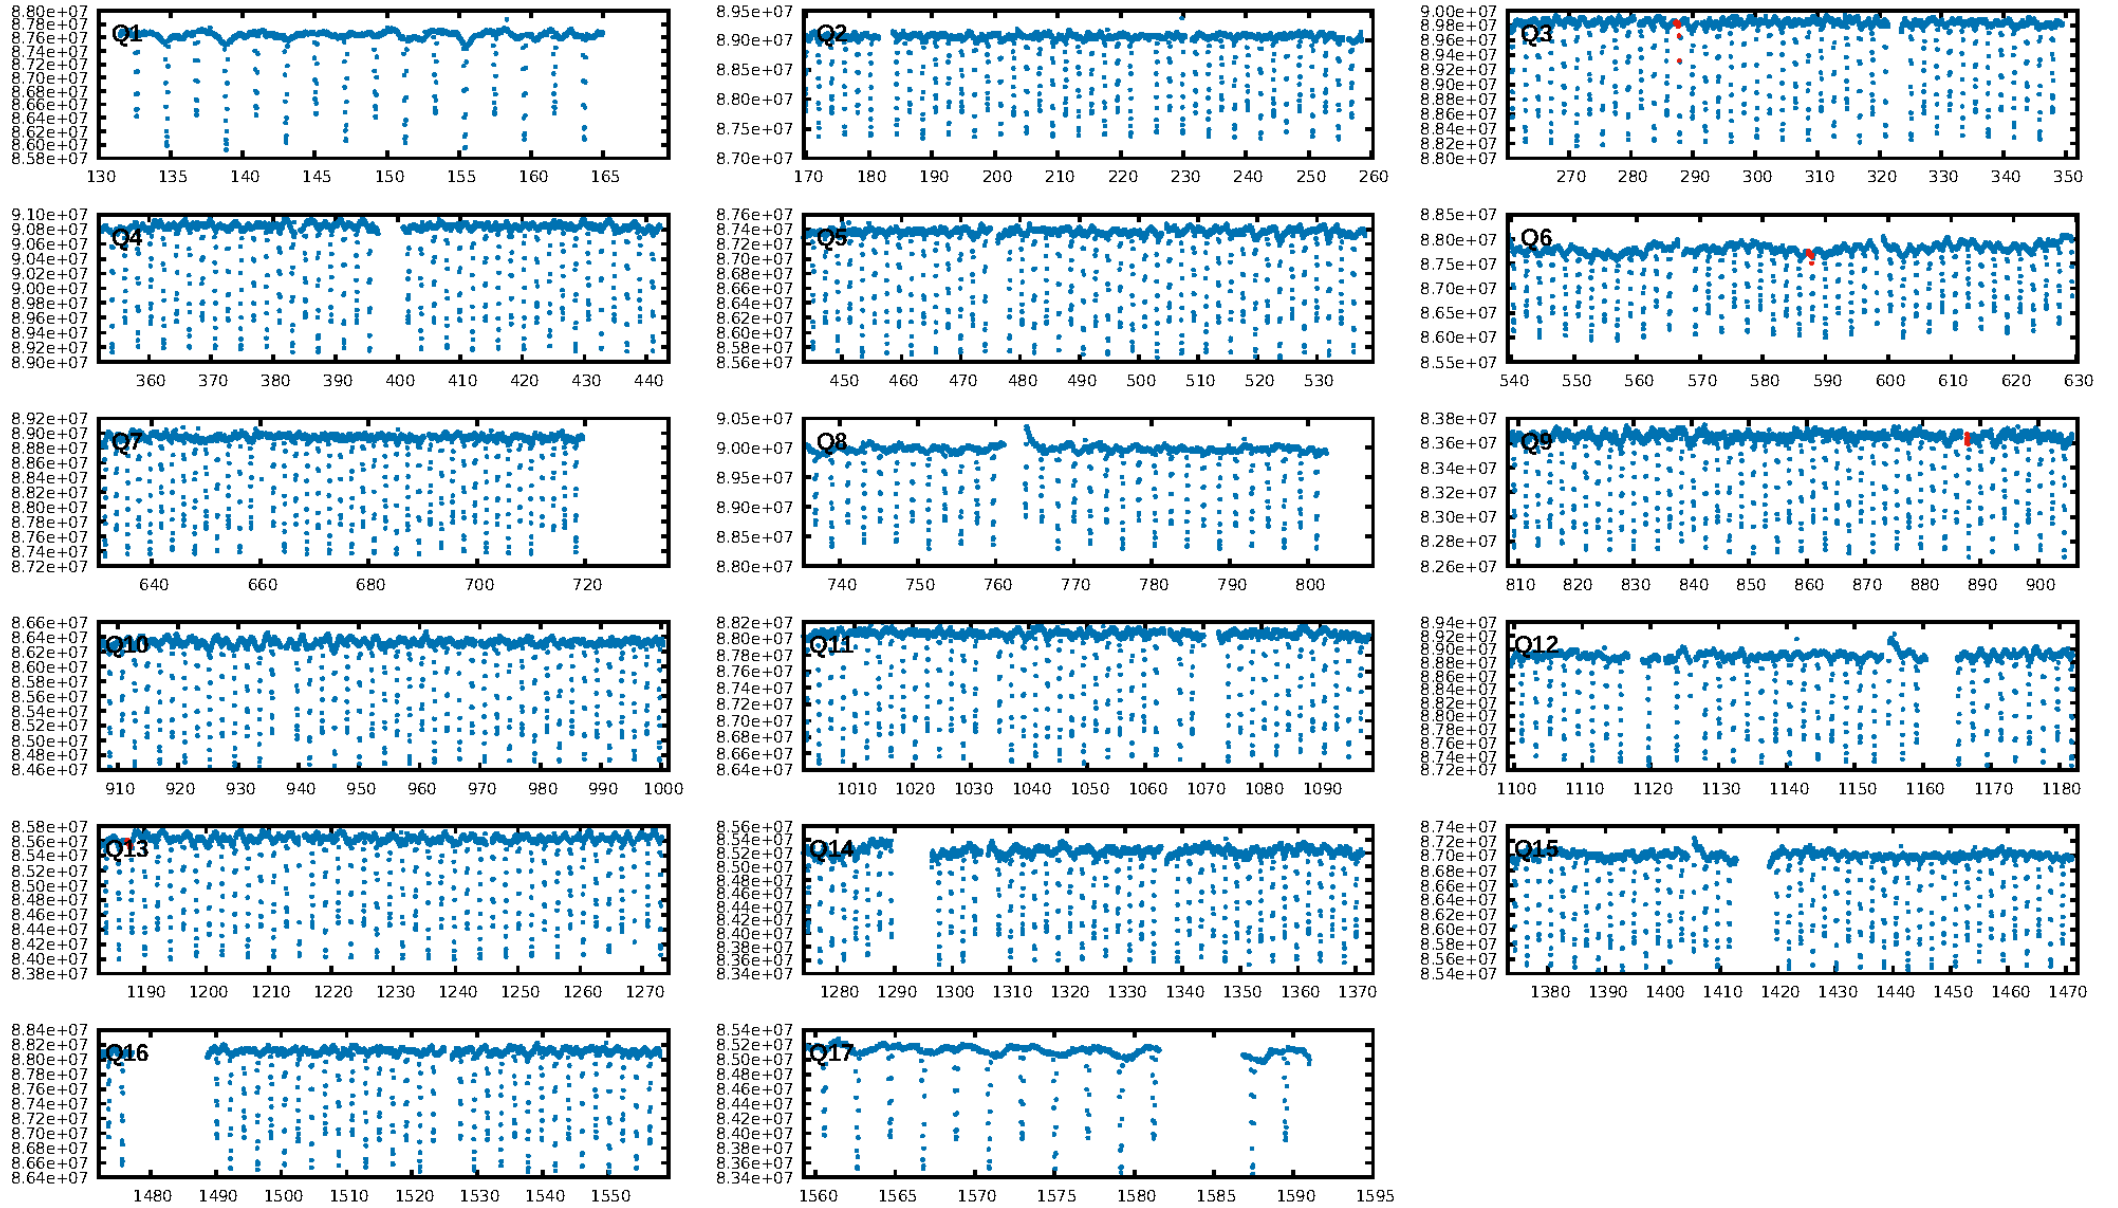 8.80e+07
8.78e+07
8.76e+07
8.74e+07
8.72e+07
8.70e+07
8.68e+07
8.66e+07
8.64e+07
8.62e+07
8.60e+07
8.58e+07
Q1
130 135 140 145 150 155 160 165
8.95e+07
8.90e+07
8.85e+07
8.80e+07
8.75e+07
8.70e+07
Q2
170 180 190 200 210 220 230 240 250 260
9.00e+07
8.98e+07
8.96e+07
8.94e+07
8.92e+07
8.90e+07
8.88e+07
8.86e+07
8.84e+07
8.82e+07
8.80e+07
Q3
270 280 290 300 310 320 330 340 350
9.10e+07
9.08e+07
9.06e+07
9.04e+07
9.02e+07
9.00e+07
8.98e+07
8.96e+07
8.94e+07
8.92e+07
8.90e+07
Q4
360 370 380 390 400 410 420 430 440
8.76e+07
8.74e+07
8.72e+07
8.70e+07
8.68e+07
8.66e+07
8.64e+07
8.62e+07
8.60e+07
8.58e+07
8.56e+07
Q5
450 460 470 480 490 500 510 520 530
8.85e+07
8.80e+07
8.75e+07
8.70e+07
8.65e+07
8.60e+07
8.55e+07
Q6
540 550 560 570 580 590 600 610 620 630
8.92e+07
8.90e+07
8.88e+07
8.86e+07
8.84e+07
8.82e+07
8.80e+07
8.78e+07
8.76e+07
8.74e+07
8.72e+07
Q7
640 660 680 700 720
9.05e+07
9.00e+07
8.95e+07
8.90e+07
8.85e+07
8.80e+07
Q8
740 750 760 770 780 790 800
8.38e+07
8.36e+07
8.34e+07
8.32e+07
8.30e+07
8.28e+07
8.26e+07
Q9
810 820 830 840 850 860 870 880 890 900
8.66e+07
8.64e+07
8.62e+07
8.60e+07
8.58e+07
8.56e+07
8.54e+07
8.52e+07
8.50e+07
8.48e+07
8.46e+07
Q10
910 920 930 940 950 960 970 980 990 1000
8.82e+07
8.80e+07
8.78e+07
8.76e+07
8.74e+07
8.72e+07
8.70e+07
8.68e+07
8.66e+07
8.64e+07
Q11
1010 1020 1030 1040 1050 1060 1070 1080 1090
8.94e+07
8.92e+07
8.90e+07
8.88e+07
8.86e+07
8.84e+07
8.82e+07
8.80e+07
8.78e+07
8.76e+07
8.74e+07
8.72e+07
Q12
1100 1110 1120 1130 1140 1150 1160 1170 1180
8.58e+07
8.56e+07
8.54e+07
8.52e+07
8.50e+07
8.48e+07
8.46e+07
8.44e+07
8.42e+07
8.40e+07
8.38e+07
Q13
1190 1200 1210 1220 1230 1240 1250 1260 1270
8.56e+07
8.54e+07
8.52e+07
8.50e+07
8.48e+07
8.46e+07
8.44e+07
8.42e+07
8.40e+07
8.38e+07
8.36e+07
8.34e+07
Q14
1280 1290 1300 1310 1320 1330 1340 1350 1360 1370
8.74e+07
8.72e+07
8.70e+07
8.68e+07
8.66e+07
8.64e+07
8.62e+07
8.60e+07
8.58e+07
8.56e+07
8.54e+07
Q15
1380 1390 1400 1410 1420 1430 1440 1450 1460 1470
8.84e+07
8.82e+07
8.80e+07
8.78e+07
8.76e+07
8.74e+07
8.72e+07
8.70e+07
8.68e+07
8.66e+07
8.64e+07
Q16
1480 1490 1500 1510 1520 1530 1540 1550
8.54e+07
8.52e+07
8.50e+07
8.48e+07
8.46e+07
8.44e+07
8.42e+07
8.40e+07
8.38e+07
8.36e+07
8.34e+07
Q17
1560 1565 1570 1575 1580 1585 1590 1595